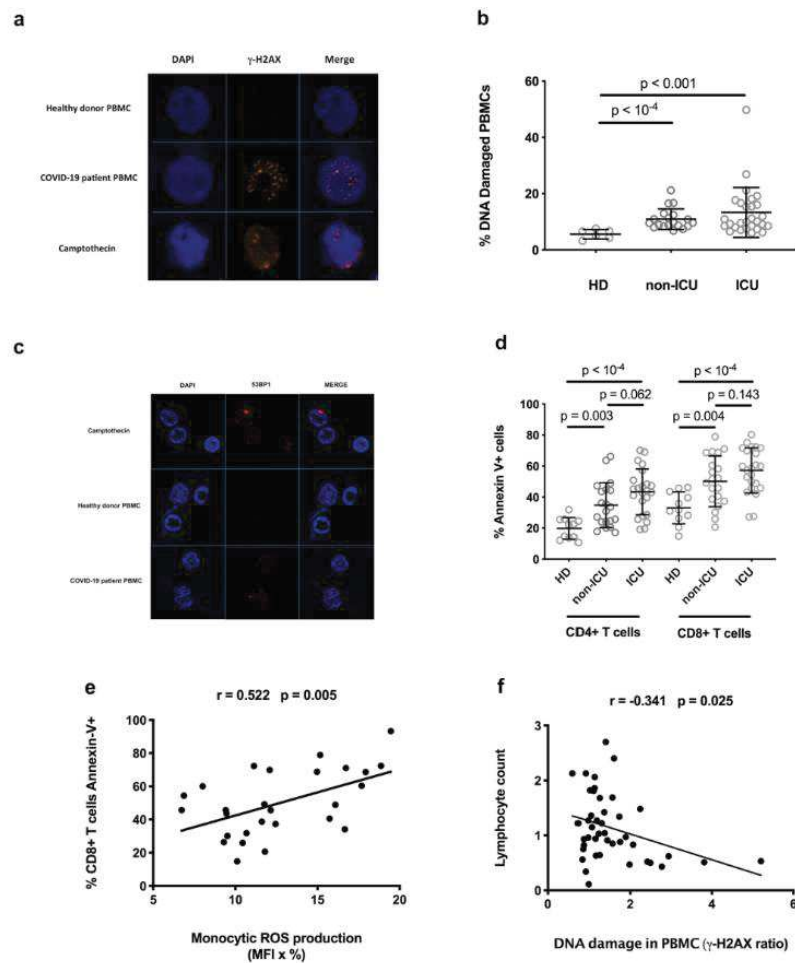 a
DAPI γ-H2AX Merge
Healthy donor PBMC
COVID-19 patient PBMC
Camptothecin
b
p < 0.001
p < 10⁻⁴
60
40
20
0
% DNA Damaged PBMCs
HD non-ICU ICU
c
DAPI 53BP1 MERGE
Camptothecin
Healthy donor PBMC
COVID-19 patient PBMC
d
p < 10⁻⁴ p < 10⁻⁴
p = 0.062 p = 0.143
p = 0.003 p = 0.004
100
80
60
40
20
0
% Annexin V+ cells
HD non-ICU ICU HD non-ICU ICU
CD4+ T cells CD8+ T cells
e
r = 0.522 p = 0.005
100
80
60
40
20
0
% CD8+ T cells Annexin-V+
5 10 15 20
Monocytic ROS production
(MFI x %)
f
r = -0.341 p = 0.025
3
2
1
0
Lymphocyte count
0 2 4 6
DNA damage in PBMC (γ-H2AX ratio)